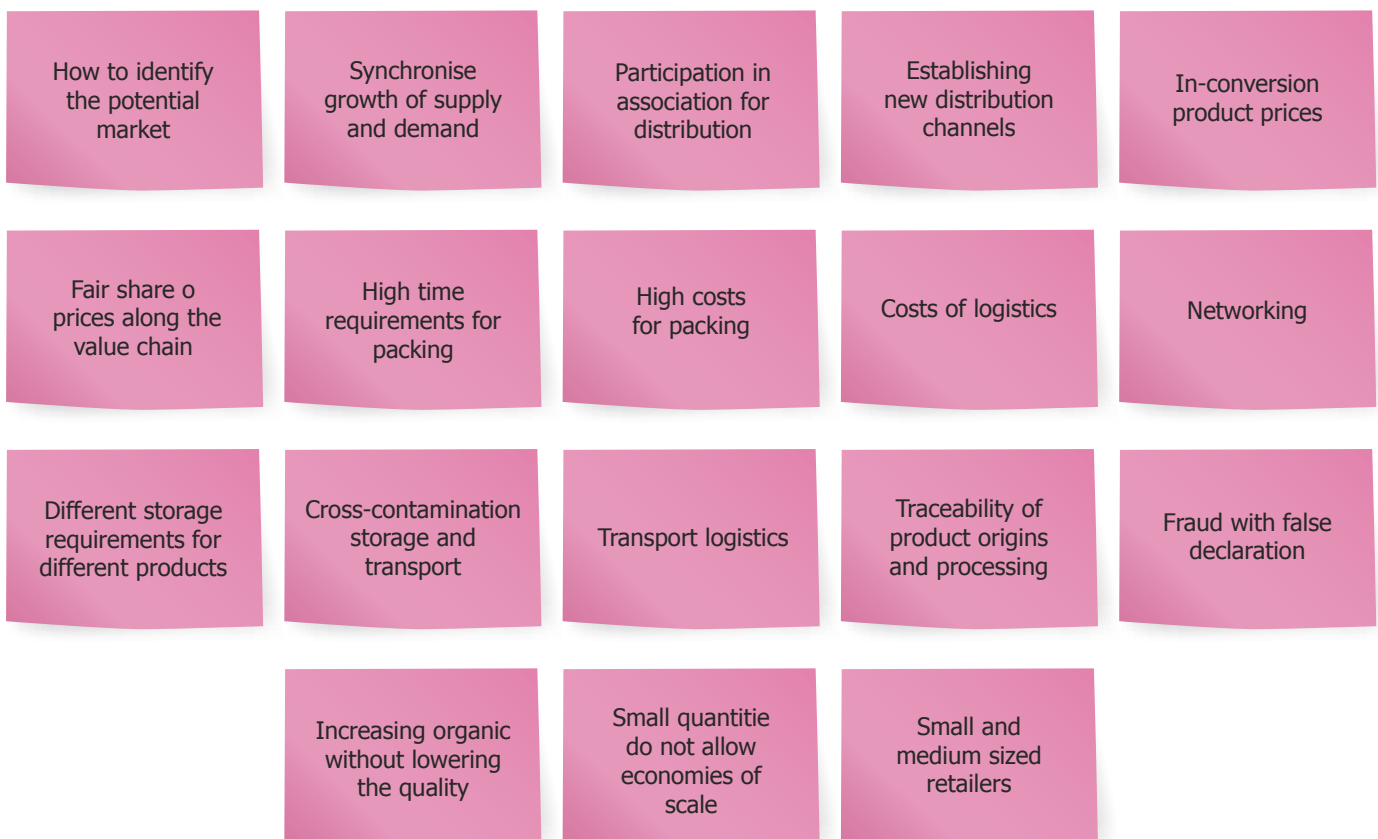 How to identify
the potential
market
Synchronise
growth of supply
and demand
Participation in
association for
distribution
Establishing
new distribution
channels
In-conversion
product prices
Fair share o
prices along the
value chain
High time
requirements for
packing
High costs
for packing
Costs of logistics
Networking
Different storage
requirements for
different products
Cross-contamination
storage and
transport
Transport logistics
Traceability of
product origins
and processing
Fraud with false
declaration
Increasing organic
without lowering
the quality
Small quantitie
do not allow
economies of
scale
Small and
medium sized
retailers